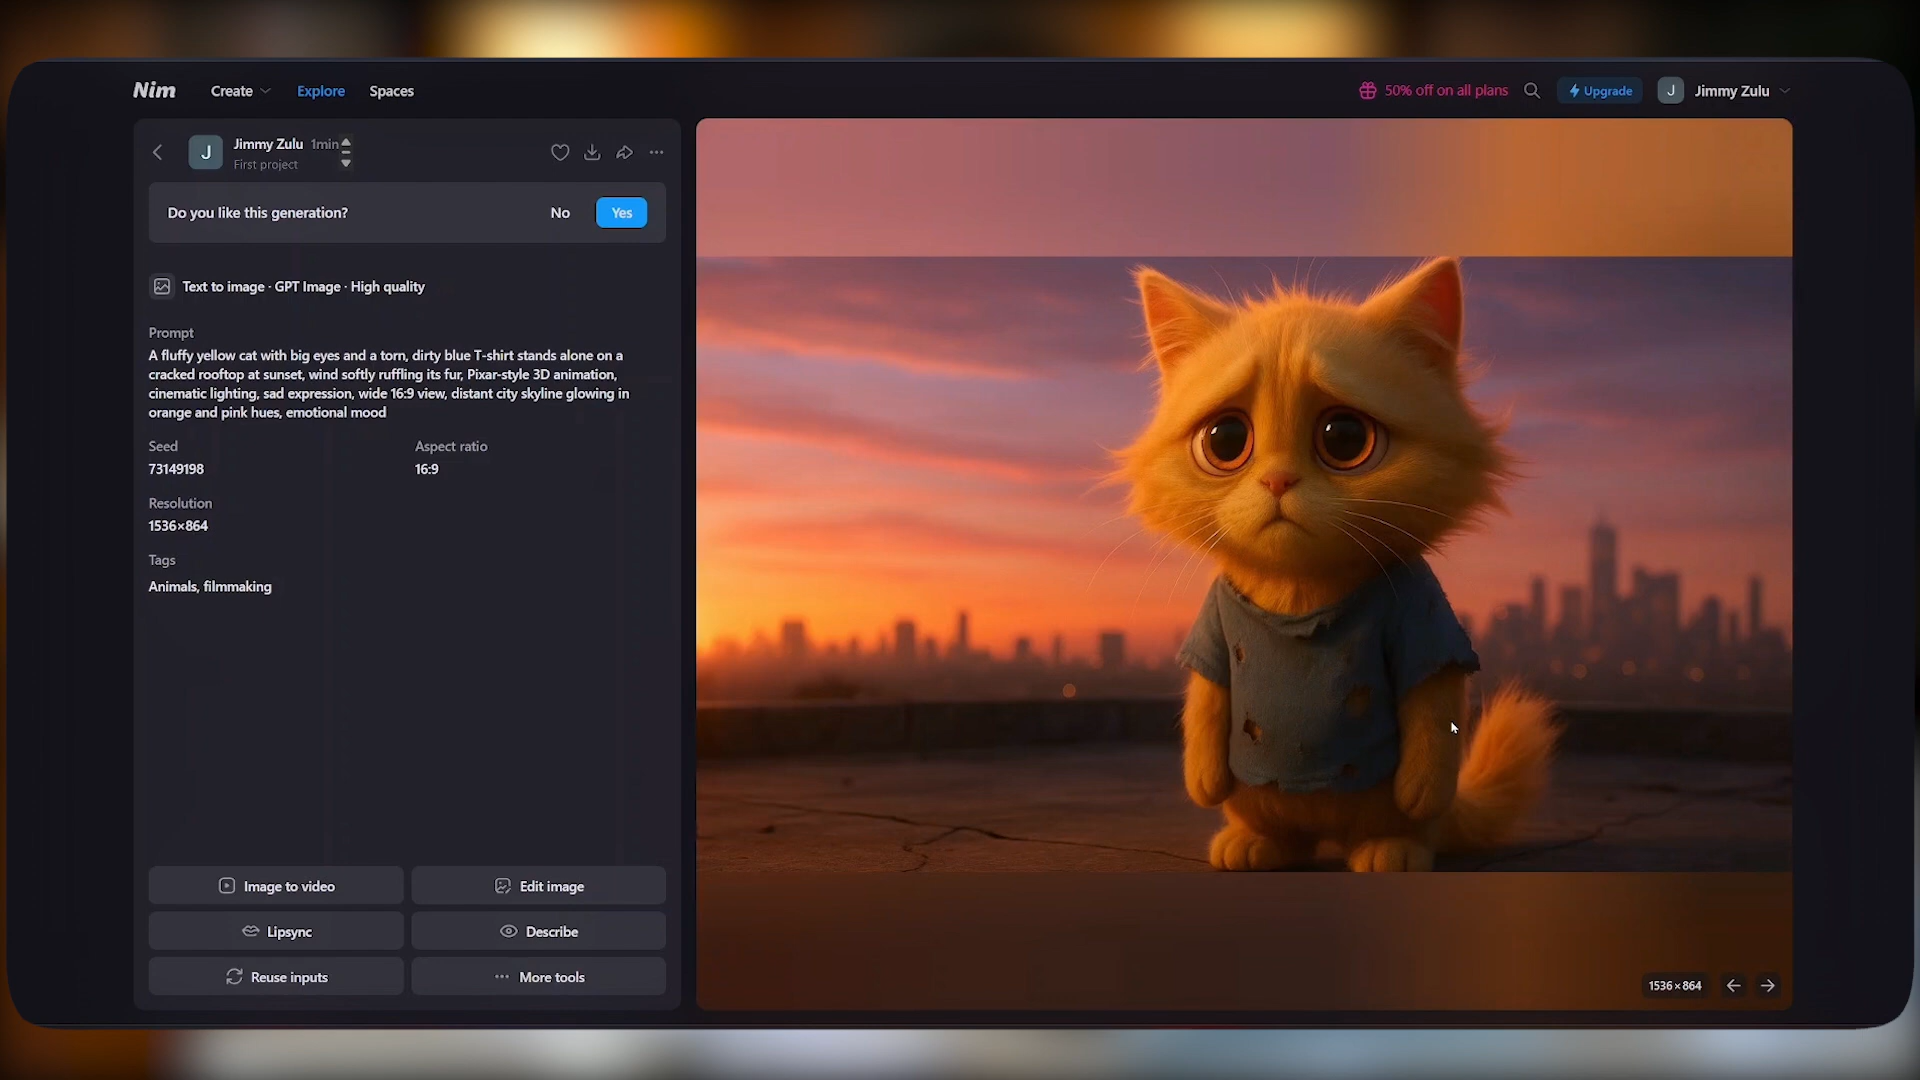 Nim
Create
Explore
Spaces
50% off on all plans
Upgrade
J
Jimmy Zulu
J
Jimmy Zulu 1min
First project
Do you like this generation?
No
Yes
Text to image · GPT Image · High quality
Prompt
A fluffy yellow cat with big eyes and a torn, dirty blue T-shirt stands alone on a
cracked rooftop at sunset, wind softly ruffling its fur, Pixar-style 3D animation,
cinematic lighting, sad expression, wide 16:9 view, distant city skyline glowing in
orange and pink hues, emotional mood
Seed
Aspect ratio
73149198
16:9
Resolution
1536×864
Tags
Animals, filmmaking
Image to video
Edit image
Lipsync
Describe
Reuse inputs
More tools
1536×864